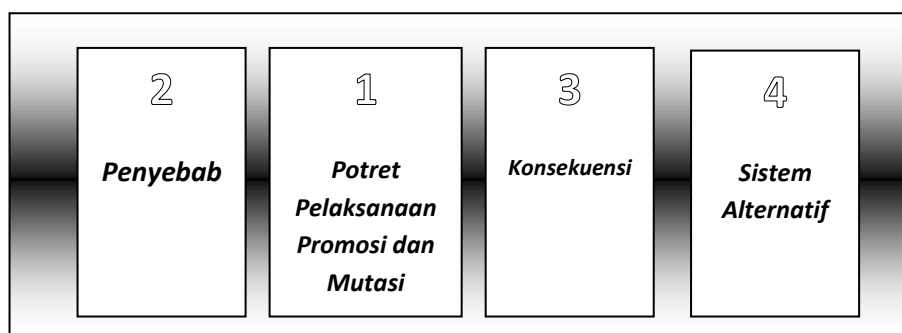 2
Penyebab
1
Potret
Pelaksanaan
Promosi dan
Mutasi
3
Konsekuensi
4
Sistem
Alternatif